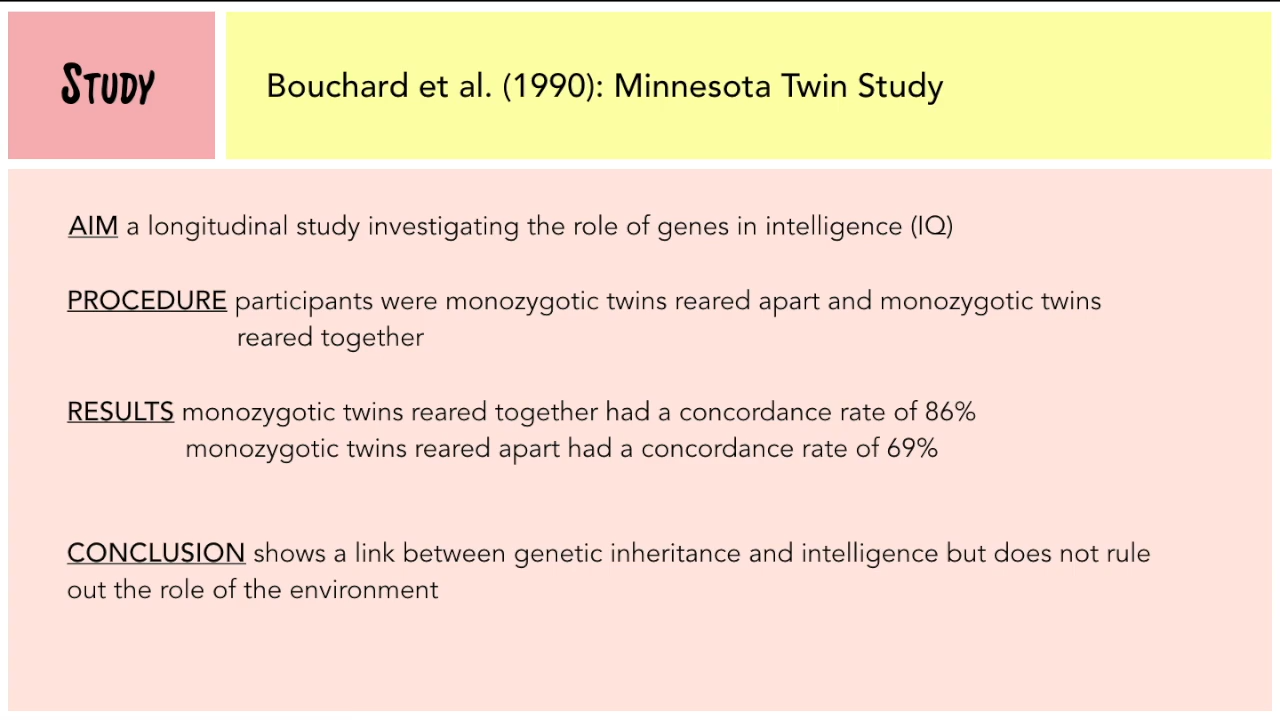 STUDY
Bouchard et al. (1990): Minnesota Twin Study
AIM a longitudinal study investigating the role of genes in intelligence (IQ)
PROCEDURE participants were monozygotic twins reared apart and monozygotic twins
reared together
RESULTS monozygotic twins reared together had a concordance rate of 86%
monozygotic twins reared apart had a concordance rate of 69%
CONCLUSION shows a link between genetic inheritance and intelligence but does not rule
out the role of the environment